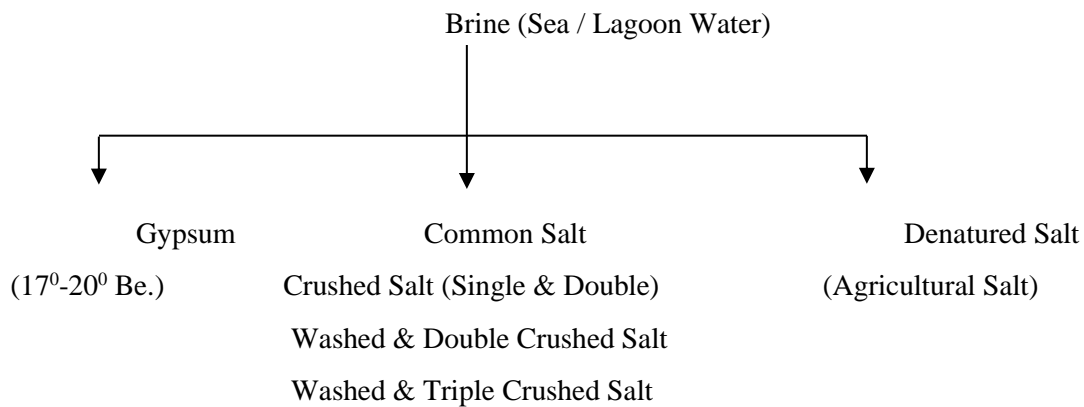 Brine (Sea / Lagoon Water)
Gypsum Common Salt Denatured Salt
(17⁰-20⁰ Be.) Crushed Salt (Single & Double) (Agricultural Salt)
Washed & Double Crushed Salt
Washed & Triple Crushed Salt